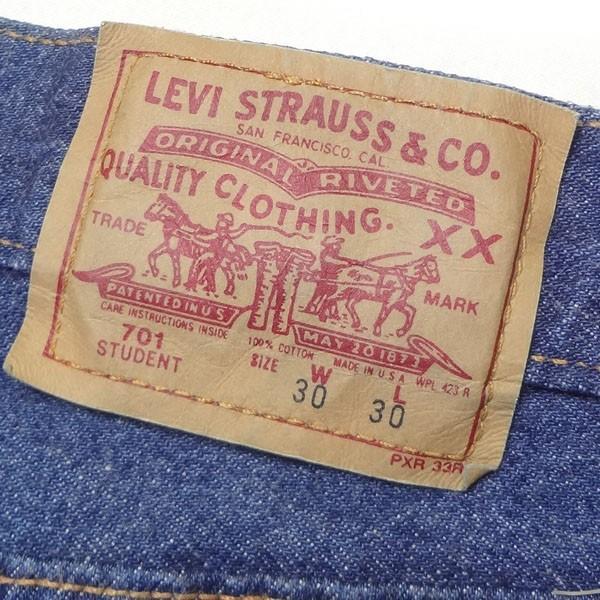 LEVI STRAUSS & CO.
SAN FRANCISCO. CAL.
ORIGINAL RIVETED
QUALITY CLOTHING. XX
TRADE MARK
PATENTED IN U.S. MAY 20 1873
CARE INSTRUCTIONS INSIDE 100% COTTON MADE IN U.S.A WPL 423 R
701 STUDENT
SIZE W 30 L 30
PXR 33R